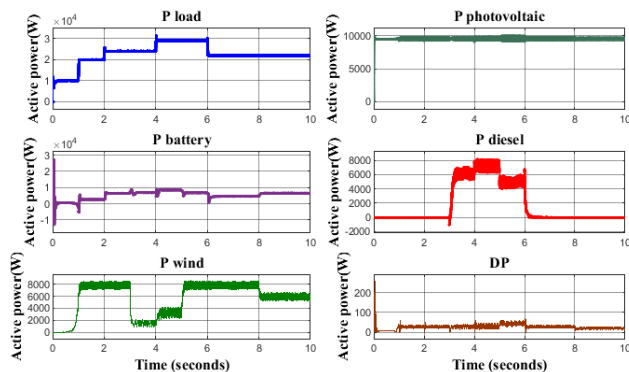 P load
×10⁴
Active power(W)
3
2
1
0
0 2 4 6 8 10
P photovoltaic
Active power(W)
10000
5000
0
0 2 4 6 8 10
P battery
×10⁴
Active power(W)
3
2
1
0
-1
0 2 4 6 8 10
P diesel
Active power(W)
8000
6000
4000
2000
0
0 2 4 6 8 10
P wind
Active power(W)
8000
6000
4000
2000
0
0 2 4 6 8 10
Time (seconds)
DP
Active power(W)
200
100
0
0 2 4 6 8 10
Time (seconds)